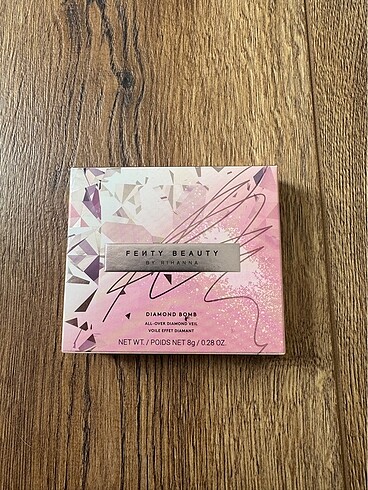 FEИTY BEAUTY
BY RIHANNA
DIAMOND BOMB
ALL-OVER DIAMOND VEIL
VOILE EFFET DIAMANT
NET WT. / POIDS NET 8g / 0.28 OZ.